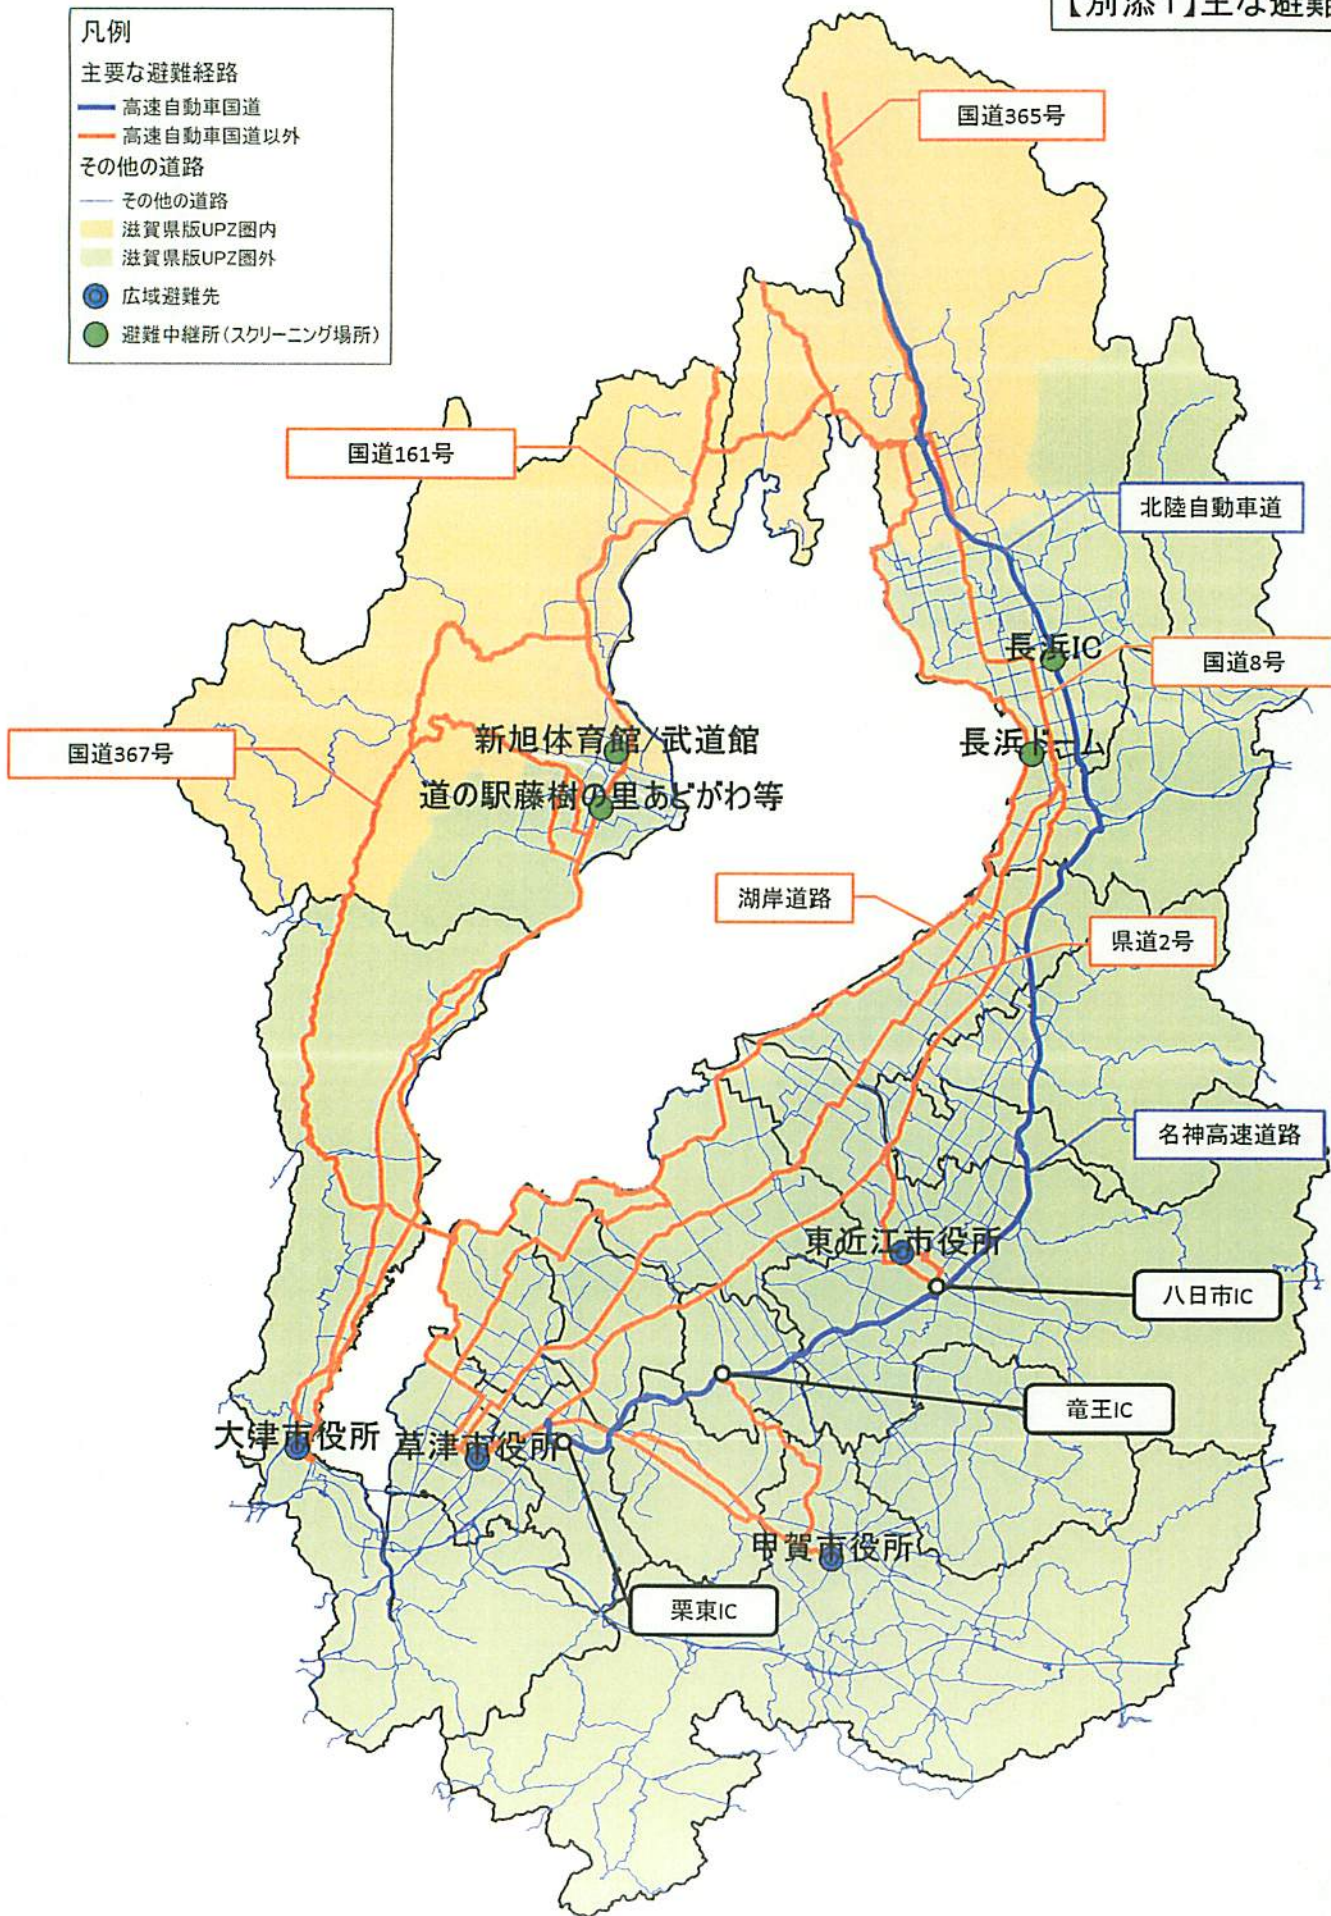 【別添1】主な避難
凡例
主要な避難経路
高速自動車国道
高速自動車国道以外
その他の道路
その他の道路
滋賀県版UPZ圏内
滋賀県版UPZ圏外
広域避難先
避難中継所(スクリーニング場所)
国道365号
国道161号
北陸自動車道
長浜IC
国道8号
国道367号
新旭体育館/武道館
長浜ドーム
道の駅藤樹の里あどがわ等
湖岸道路
県道2号
名神高速道路
東近江市役所
八日市IC
竜王IC
大津市役所
草津市役所
甲賀市役所
栗東IC